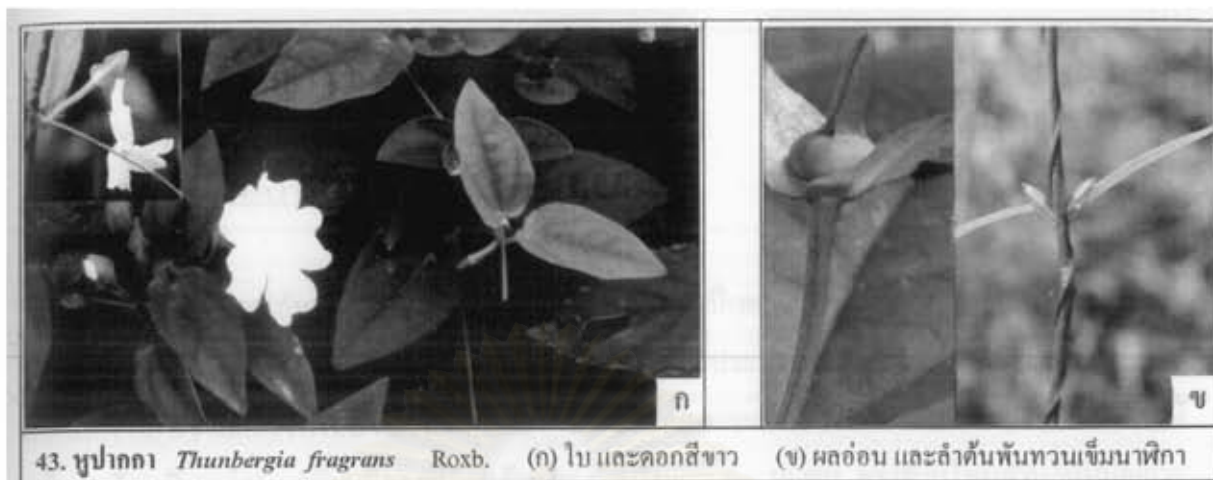 ก
ข
43. หูปากกา Thunbergia fragrans Roxb. (ก) ใบ และดอกสีขาว (ข) ผลอ่อน และลำต้นพันทวนเข็มนาฬิกา